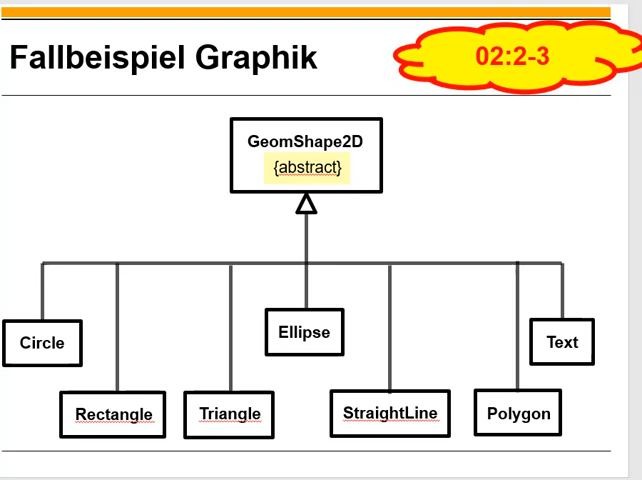 Fallbeispiel Graphik
02:2-3
GeomShape2D
{abstract}
Circle
Ellipse
Text
Rectangle
Triangle
StraightLine
Polygon